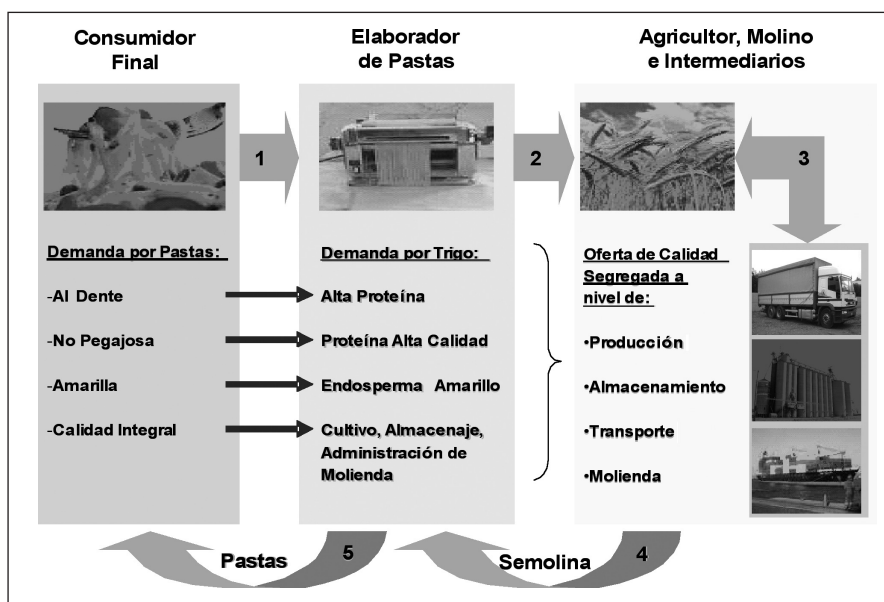 Consumidor
Final
Elaborador
de Pastas
Agricultor, Molino
e Intermediarios
1
2
3
Demanda por Pastas:
-Al Dente
-No Pegajosa
-Amarilla
-Calidad Integral
Demanda por Trigo:
Alta Proteína
Proteína Alta Calidad
Endosperma Amarillo
Cultivo, Almacenaje,
Administración de
Molienda
Oferta de Calidad
Segregada a
nivel de:
•Producción
•Almacenamiento
•Transporte
•Molienda
Pastas
5
Semolina
4